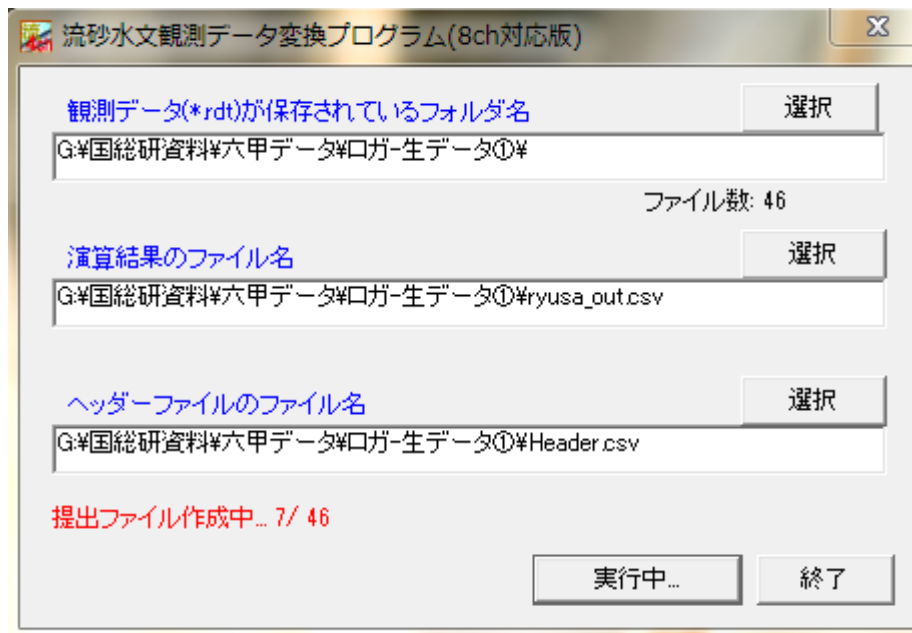 流砂水文観測データ変換プログラム(8ch対応版)
観測データ(*.rdt)が保存されているフォルダ名
選択
G:¥国総研資料¥六甲データ¥ロガー生データ①¥
ファイル数: 46
演算結果のファイル名
選択
G:¥国総研資料¥六甲データ¥ロガー生データ①¥ryusa_out.csv
ヘッダーファイルのファイル名
選択
G:¥国総研資料¥六甲データ¥ロガー生データ①¥Header.csv
提出ファイル作成中... 7/ 46
実行中...
終了